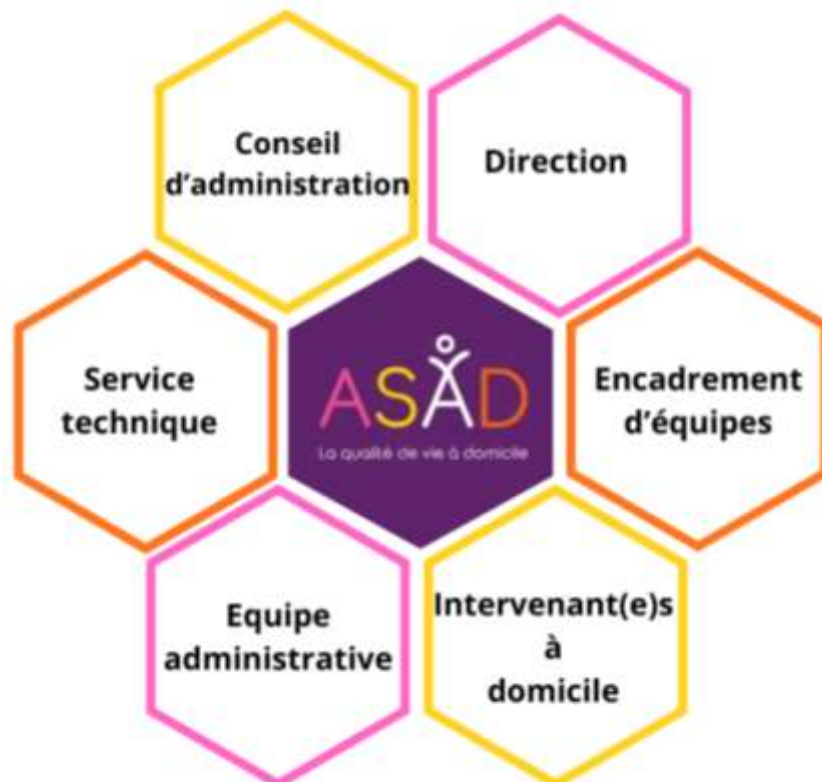 Conseil
d’administration
Direction
Service
technique
ASAD
La qualité de vie à domicile
Encadrement
d’équipes
Equipe
administrative
Intervenant(e)s
à
domicile